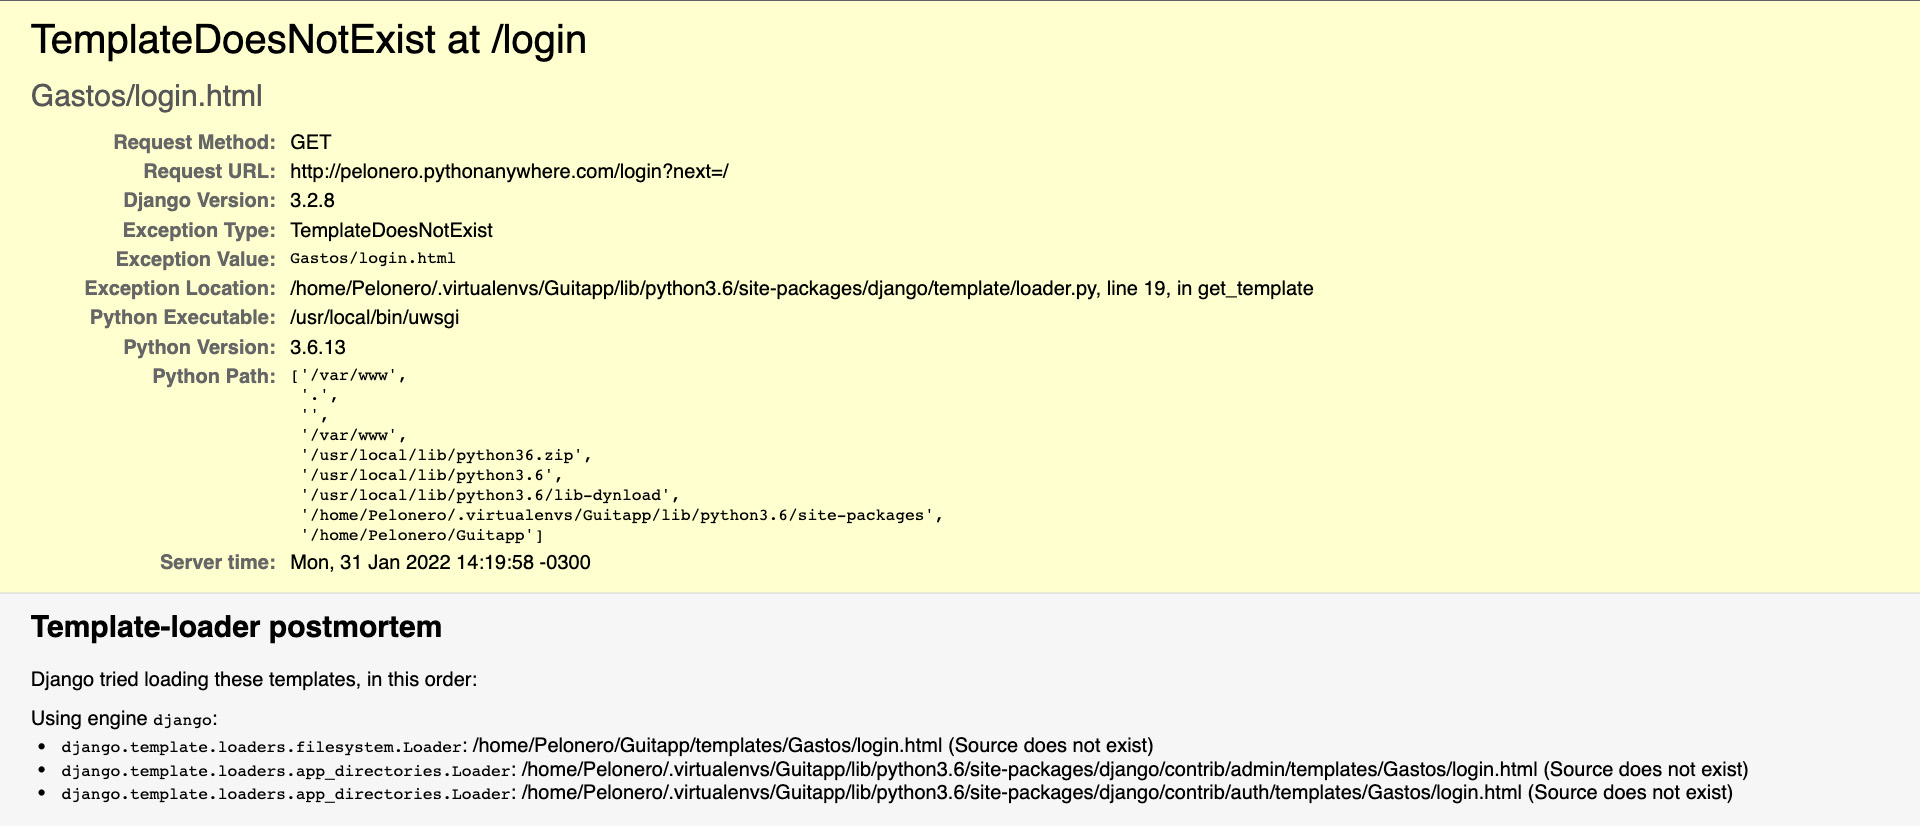 TemplateDoesNotExist at /login
Gastos/login.html
Request Method: GET
Request URL: http://pelonero.pythonanywhere.com/login?next=/
Django Version: 3.2.8
Exception Type: TemplateDoesNotExist
Exception Value: Gastos/login.html
Exception Location: /home/Pelonero/.virtualenvs/Guitapp/lib/python3.6/site-packages/django/template/loader.py, line 19, in get_template
Python Executable: /usr/local/bin/uwsgi
Python Version: 3.6.13
Python Path: ['/var/www',
'.',
'',
'/var/www',
'/usr/local/lib/python36.zip',
'/usr/local/lib/python3.6',
'/usr/local/lib/python3.6/lib-dynload',
'/home/Pelonero/.virtualenvs/Guitapp/lib/python3.6/site-packages',
'/home/Pelonero/Guitapp']
Server time: Mon, 31 Jan 2022 14:19:58 -0300
Template-loader postmortem
Django tried loading these templates, in this order:
Using engine django:
• django.template.loaders.filesystem.Loader: /home/Pelonero/Guitapp/templates/Gastos/login.html (Source does not exist)
• django.template.loaders.app_directories.Loader: /home/Pelonero/.virtualenvs/Guitapp/lib/python3.6/site-packages/django/contrib/admin/templates/Gastos/login.html (Source does not exist)
• django.template.loaders.app_directories.Loader: /home/Pelonero/.virtualenvs/Guitapp/lib/python3.6/site-packages/django/contrib/auth/templates/Gastos/login.html (Source does not exist)